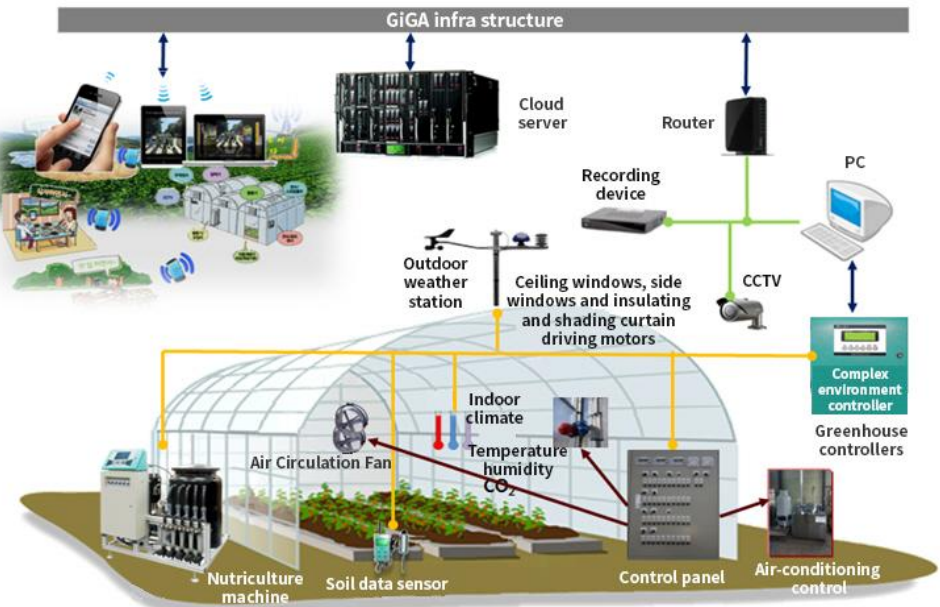 GiGA infra structure
Cloud
server
Router
PC
Recording
device
Outdoor
weather
station
CCTV
Ceiling windows, side
windows and insulating
and shading curtain
driving motors
Complex
environment
controller
Greenhouse
controllers
Indoor
climate
Air Circulation Fan
Temperature
humidity
CO₂
Nutriculture
machine
Soil data sensor
Control panel
Air-conditioning
control